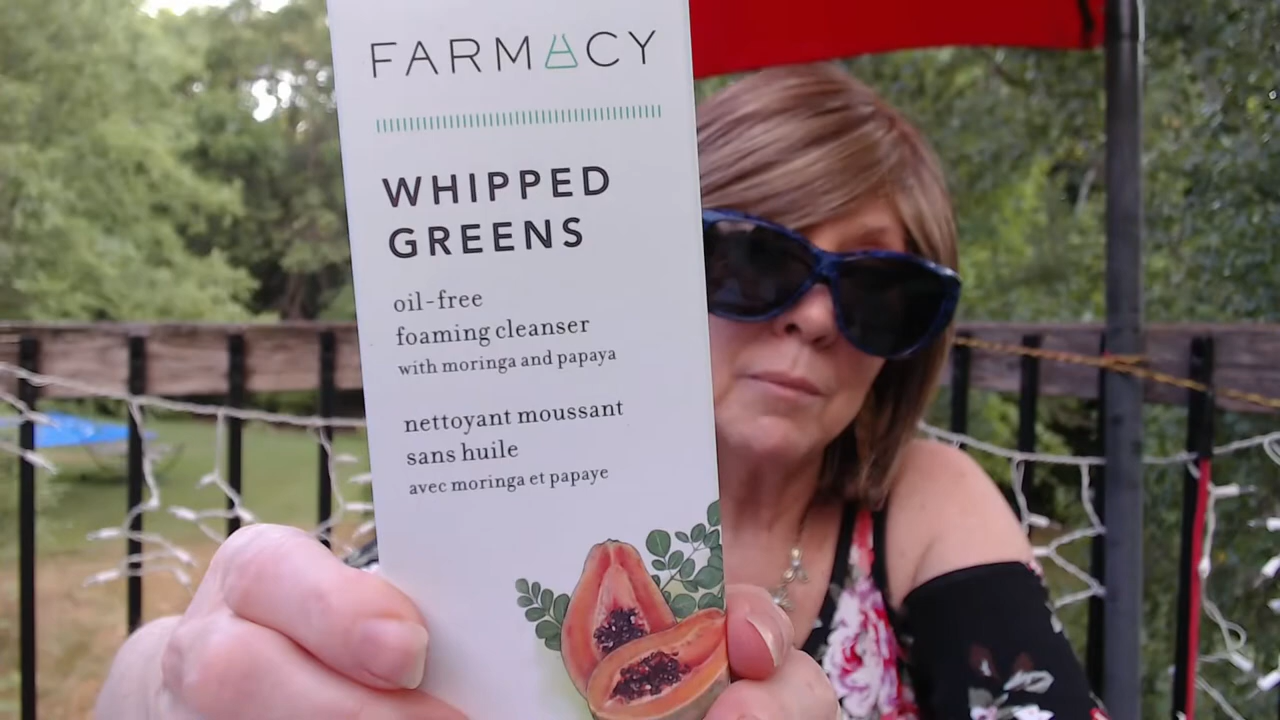 FARMACY
WHIPPED
GREENS
oil-free
foaming cleanser
with moringa and papaya
nettoyant moussant
sans huile
avec moringa et papaye